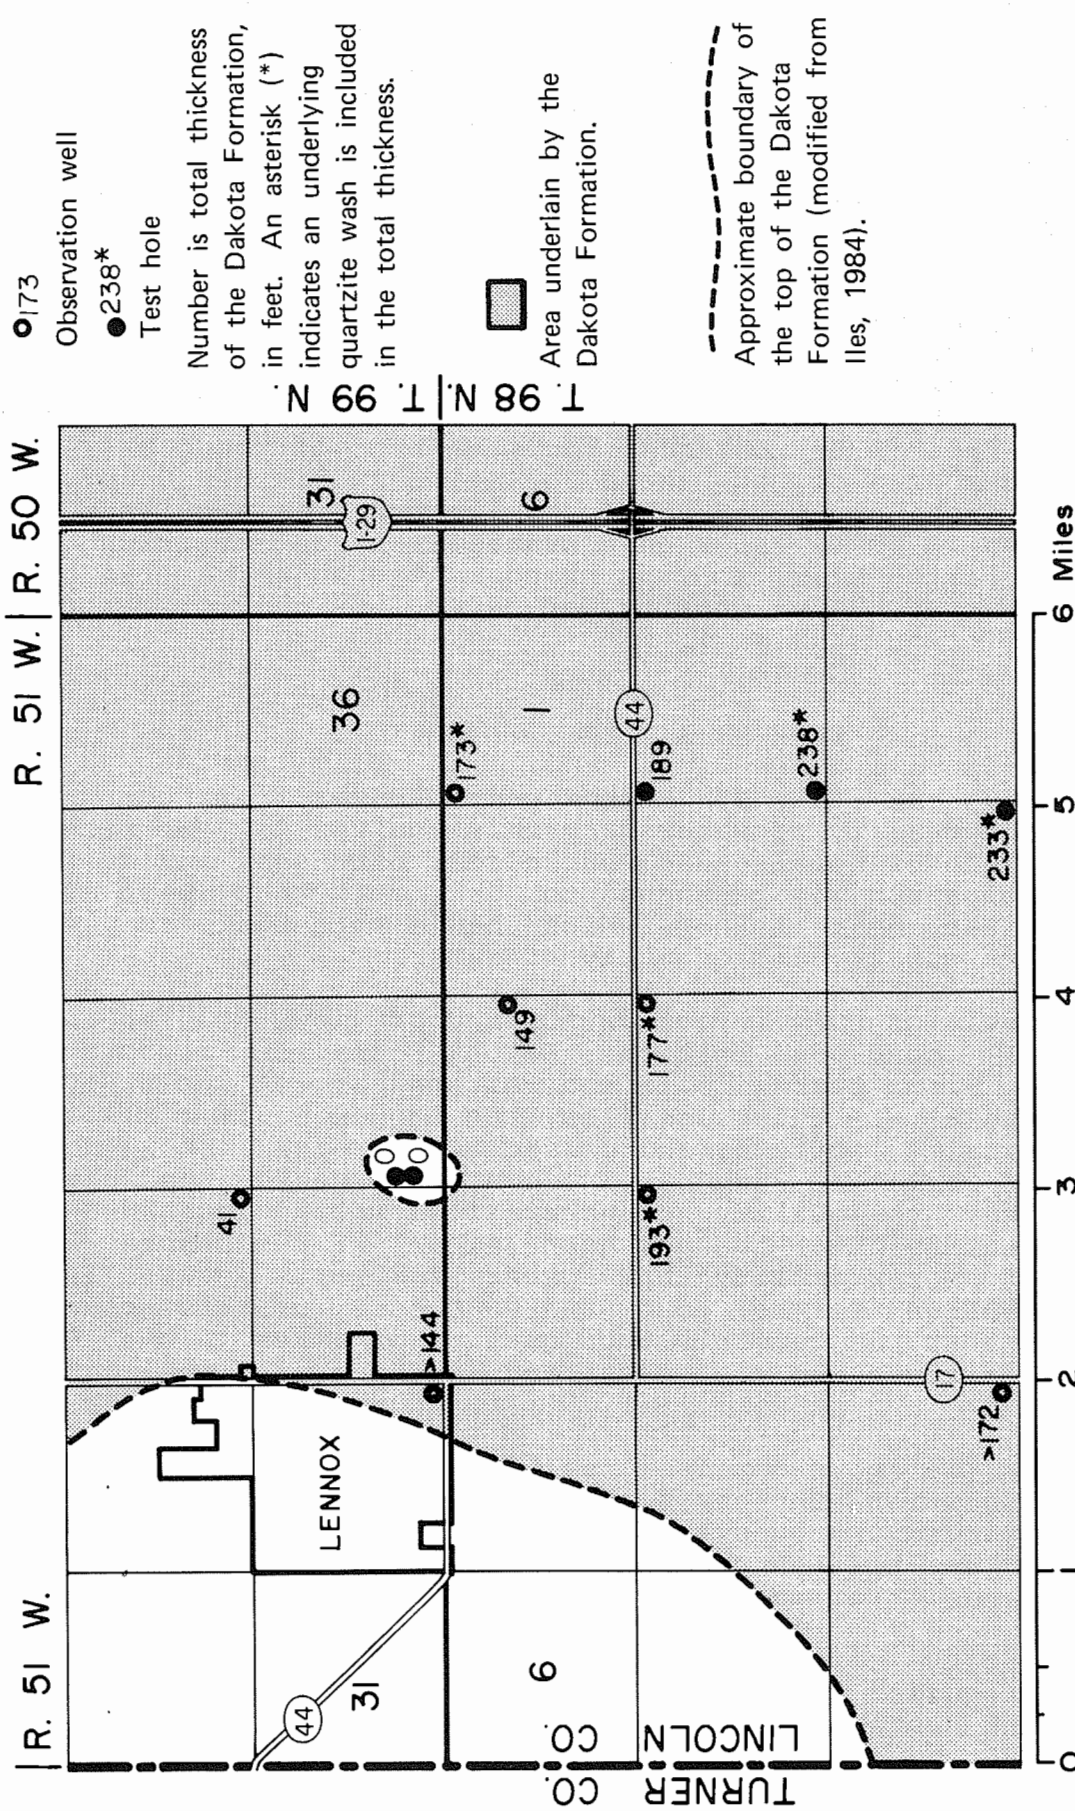 R. 51 W.
R. 51 W.
R. 50 W.
T. 99 N.
T. 98 N.
TURNER CO.
LINCOLN CO.
44
31
6
LENNOX
>144
41
0
0
149
173*
36
1
44
31
6
I-29
193*
177*
189
238*
233*
17
>172
0
1
2
3
4
5
6
Miles
173
Observation well
238*
Test hole
Number is total thickness
of the Dakota Formation,
in feet. An asterisk (*)
indicates an underlying
quartzite wash is included
in the total thickness.
Area underlain by the
Dakota Formation.
Approximate boundary of
the top of the Dakota
Formation (modified from
Iles, 1984).